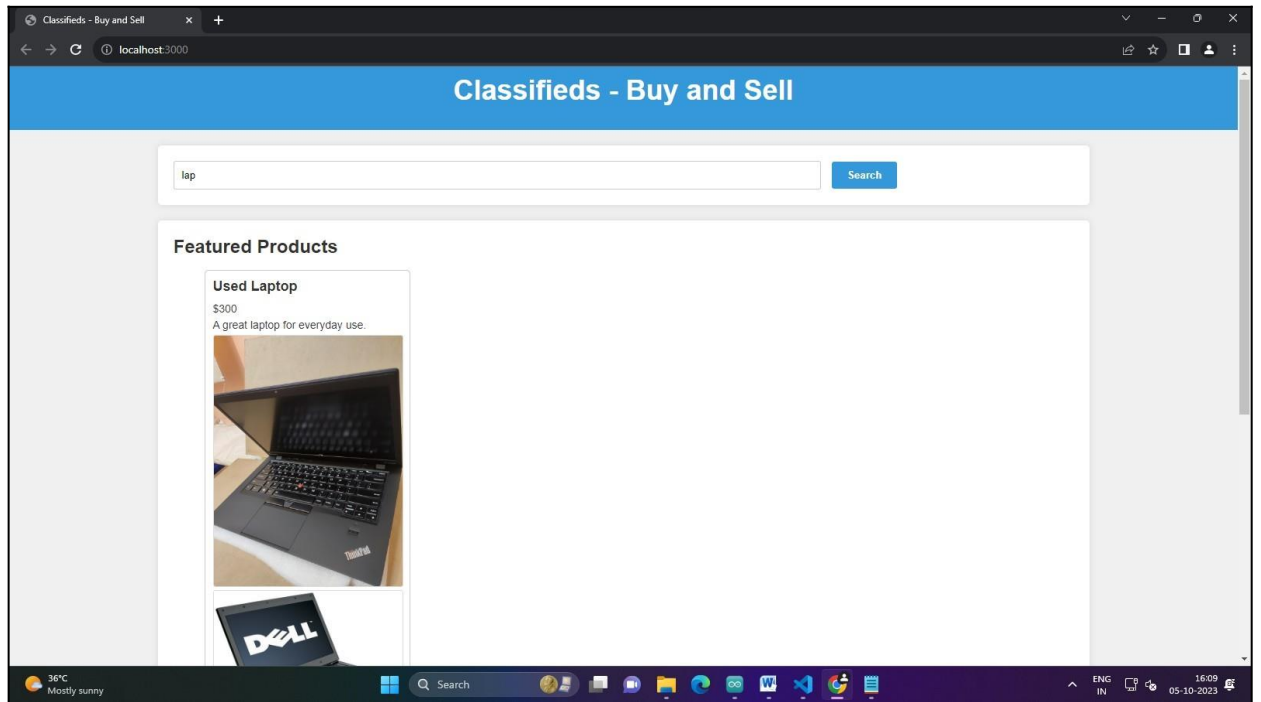 Classifieds - Buy and Sell
localhost:3000
Classifieds - Buy and Sell
lap
Search
Featured Products
Used Laptop
$300
A great laptop for everyday use.
ThinkPad
DELL
36°C
Mostly sunny
Search
ENG
IN
16:09
05-10-2023